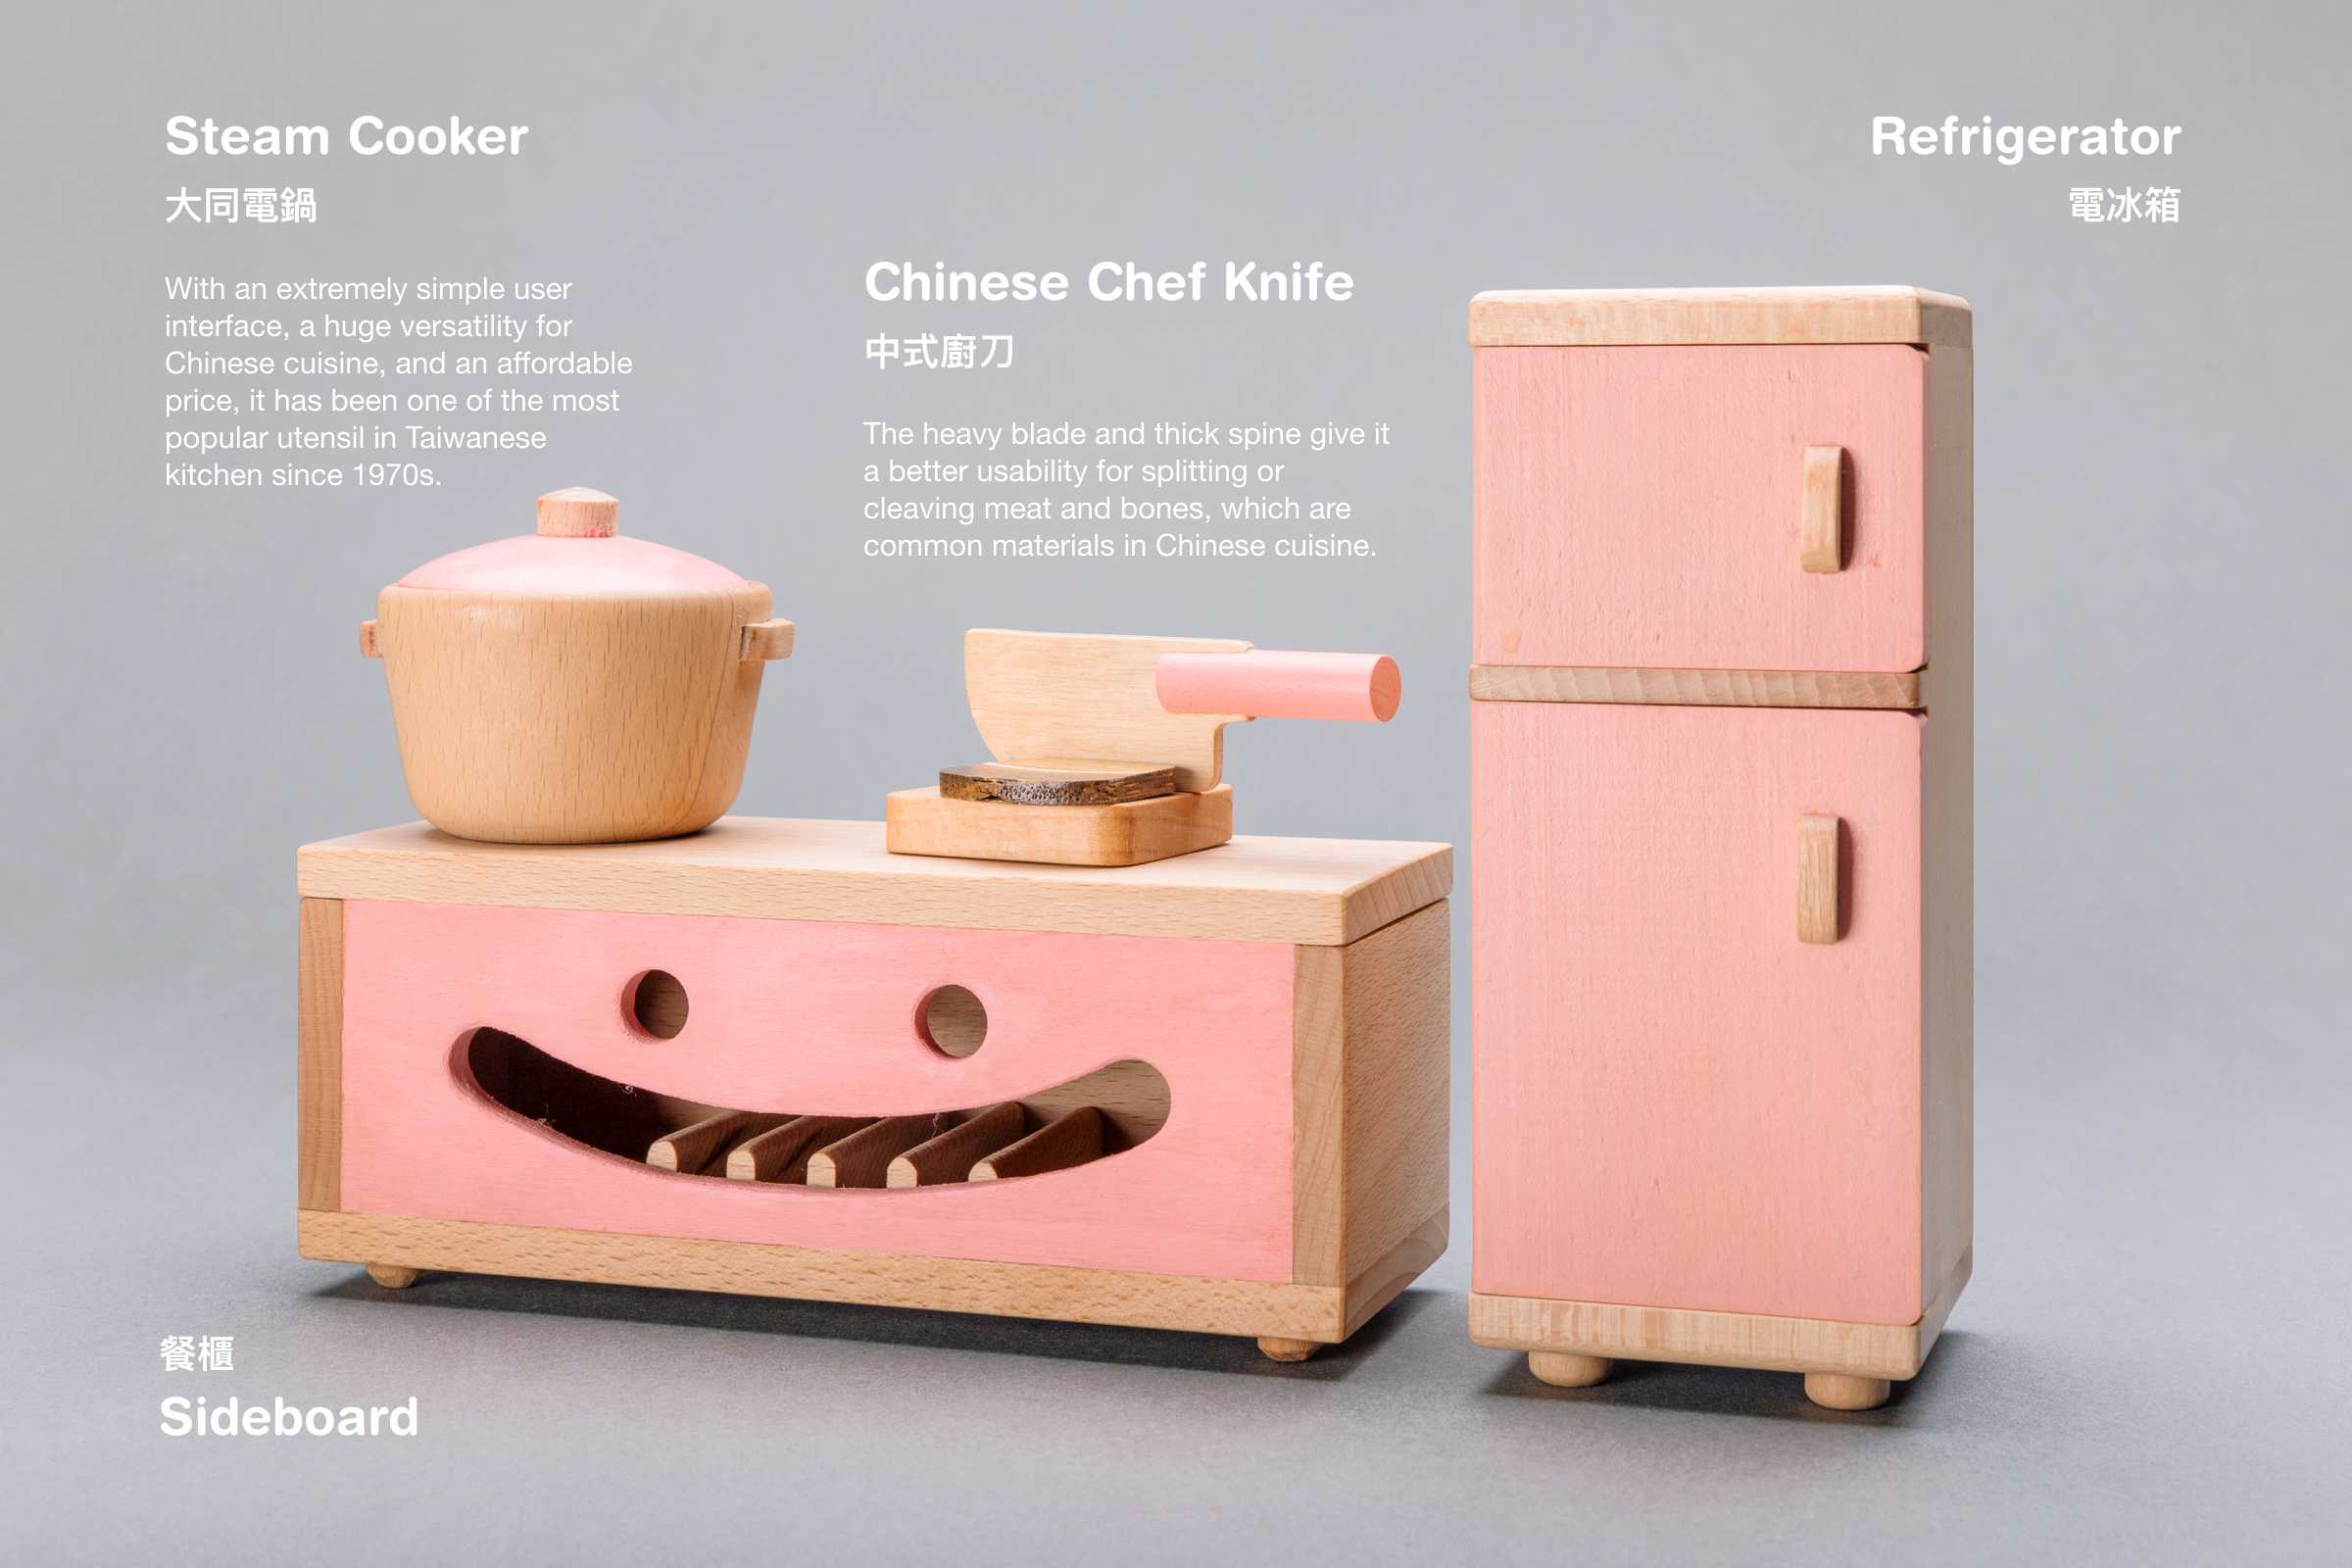 Steam Cooker
大同電鍋
With an extremely simple user
interface, a huge versatility for
Chinese cuisine, and an affordable
price, it has been one of the most
popular utensil in Taiwanese
kitchen since 1970s.
Chinese Chef Knife
中式廚刀
The heavy blade and thick spine give it
a better usability for splitting or
cleaving meat and bones, which are
common materials in Chinese cuisine.
Refrigerator
電冰箱
餐櫃
Sideboard